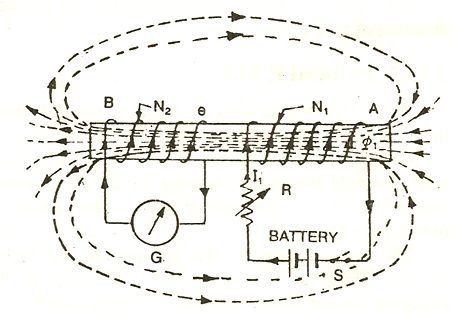 B N₂ e N₁ A
ϕ₁
I₁ R
BATTERY
G. S